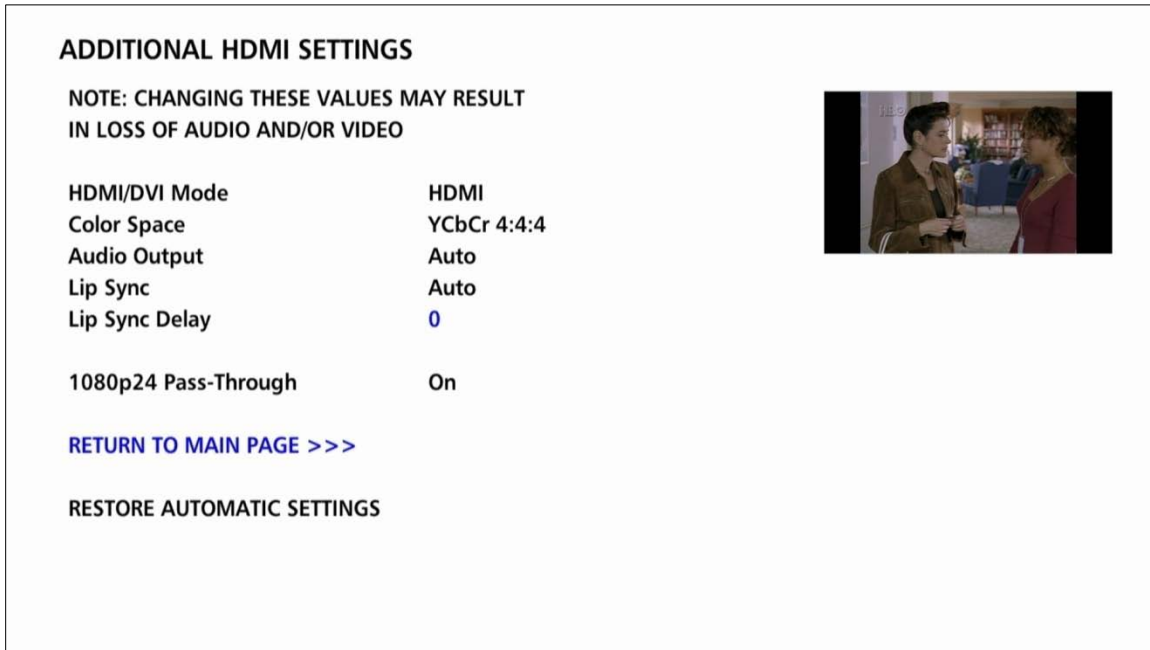 ADDITIONAL HDMI SETTINGS
NOTE: CHANGING THESE VALUES MAY RESULT
IN LOSS OF AUDIO AND/OR VIDEO
HDMI/DVI Mode HDMI
Color Space YCbCr 4:4:4
Audio Output Auto
Lip Sync Auto
Lip Sync Delay 0
1080p24 Pass-Through On
RETURN TO MAIN PAGE >>>
RESTORE AUTOMATIC SETTINGS